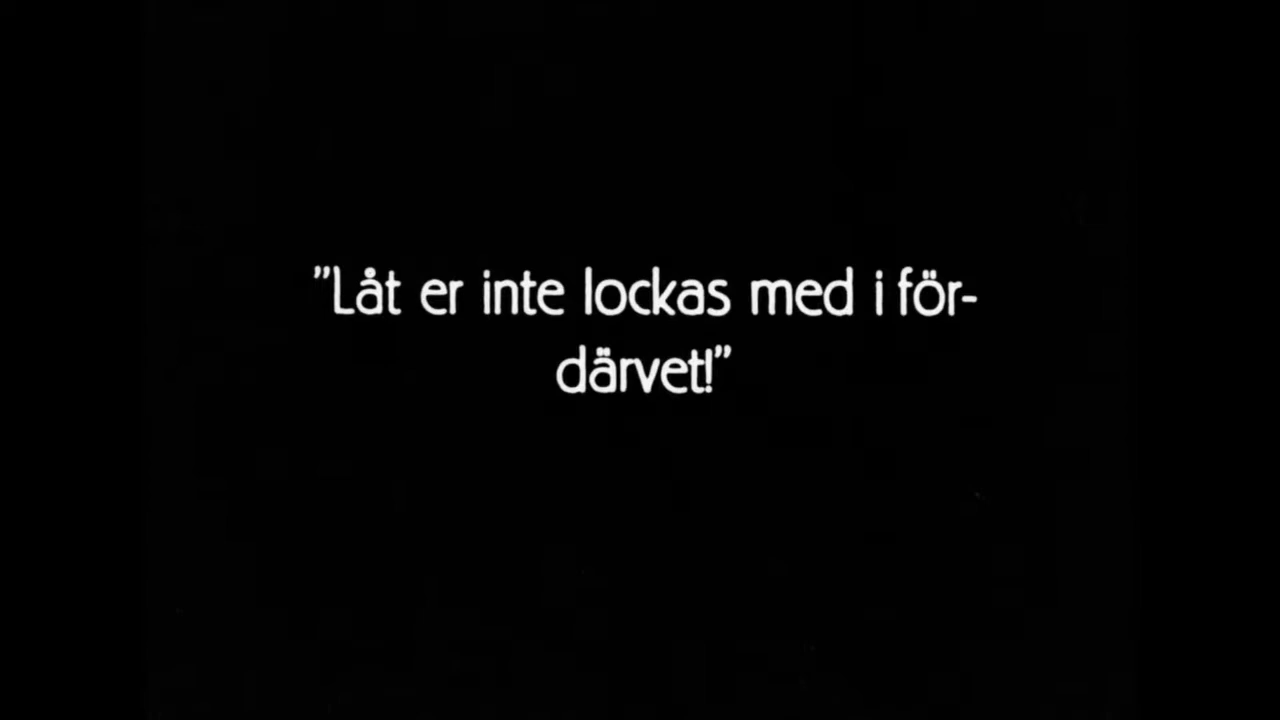 ”Låt er inte lockas med i för-
därvet!”